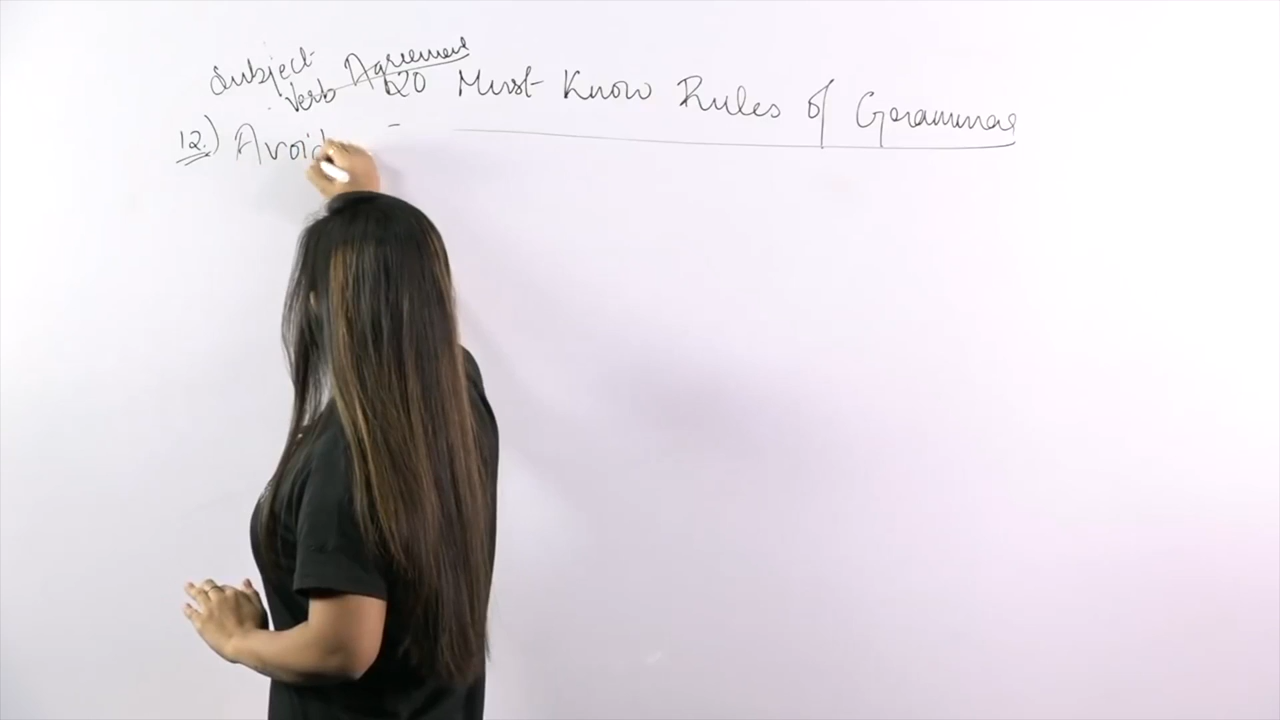 Subject-
Verb Agreement
20 Must Know Rules of Grammar
12.) Avoid